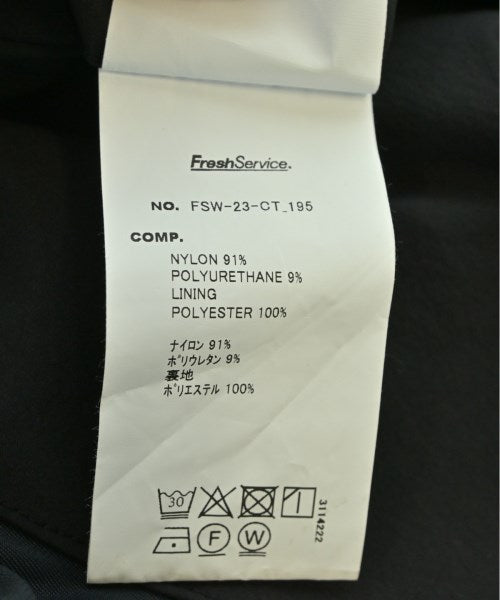 FreshService.
NO. FSW-23-CT_195
COMP.
NYLON 91%
POLYURETHANE 9%
LINING
POLYESTER 100%
ナイロン 91%
ポリウレタン 9%
裏地
ポリエステル 100%
30
F W
3114222